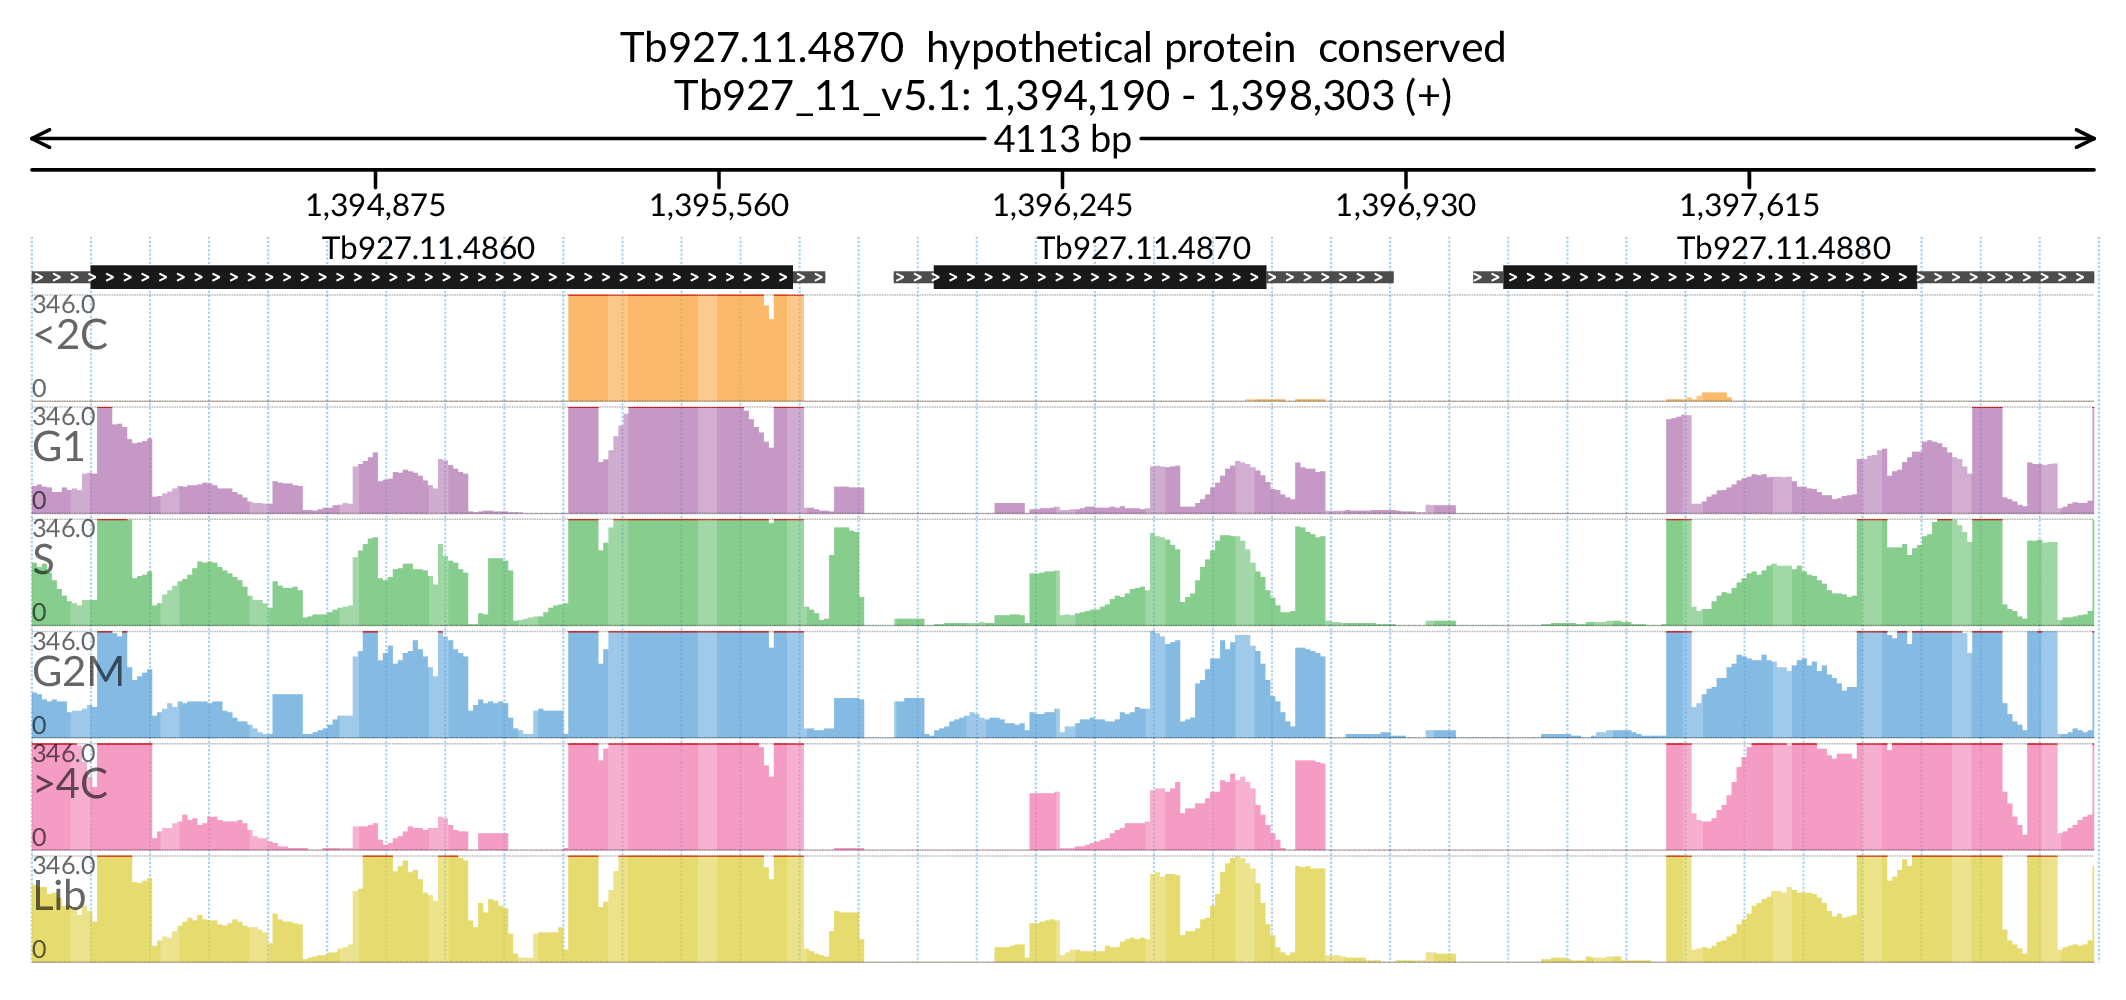 Tb927.11.4870 hypothetical protein conserved
Tb927_11_v5.1: 1,394,190 - 1,398,303 (+)
4113 bp
1,394,875 1,395,560 1,396,245 1,396,930 1,397,615
Tb927.11.4860 Tb927.11.4870 Tb927.11.4880
346.0
<2C
0
346.0
G1
0
346.0
S
0
346.0
G2M
0
346.0
>4C
0
346.0
Lib
0